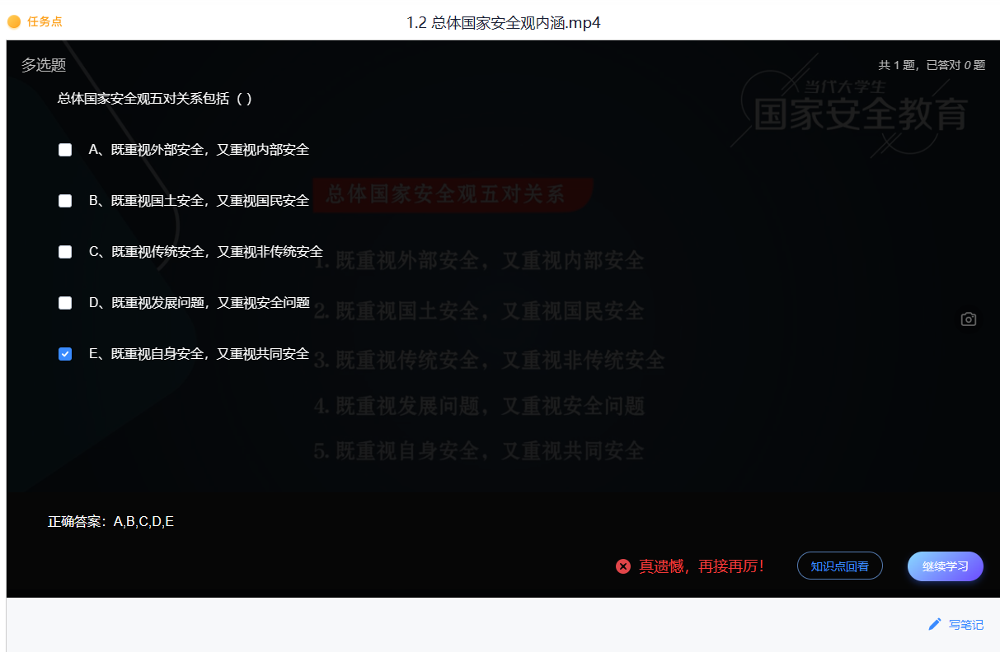 任务点
1.2 总体国家安全观内涵.mp4
多选题
共 1 题，已答对 0 题
当代大学生
国家安全教育
总体国家安全观五对关系包括（ ）
A、既重视外部安全，又重视内部安全
B、既重视国土安全，又重视国民安全
C、既重视传统安全，又重视非传统安全
D、既重视发展问题，又重视安全问题
E、既重视自身安全，又重视共同安全
总体国家安全观五对关系
1. 既重视外部安全，又重视内部安全
2. 既重视国土安全，又重视国民安全
3. 既重视传统安全，又重视非传统安全
4. 既重视发展问题，又重视安全问题
5. 既重视自身安全，又重视共同安全
正确答案：A,B,C,D,E
真遗憾，再接再厉！
知识点回看
继续学习
写笔记